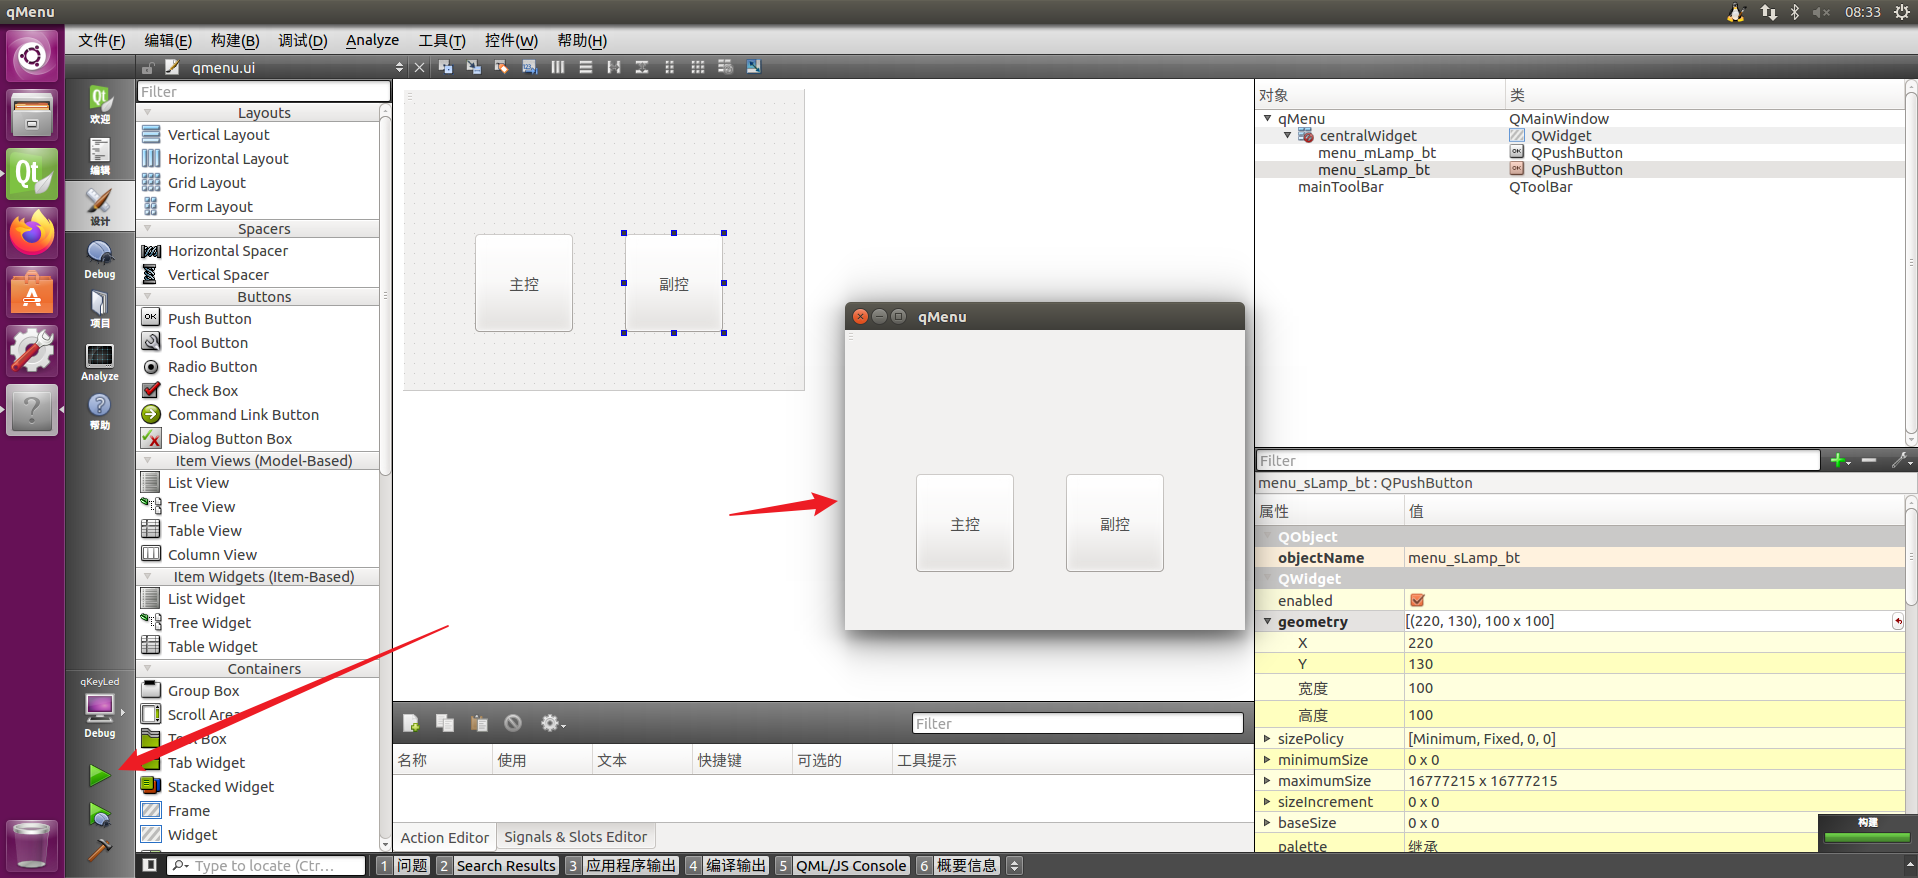 qMenu
08:33
文件(F) 编辑(E) 构建(B) 调试(D) Analyze 工具(T) 控件(W) 帮助(H)
qmenu.ui
欢迎
编辑
设计
Debug
项目
Analyze
帮助
qKeyLed
Debug
Filter
Layouts
Vertical Layout
Horizontal Layout
Grid Layout
Form Layout
Spacers
Horizontal Spacer
Vertical Spacer
Buttons
OK Push Button
Tool Button
Radio Button
Check Box
Command Link Button
Dialog Button Box
Item Views (Model-Based)
List View
Tree View
Table View
Column View
Item Widgets (Item-Based)
List Widget
Tree Widget
Table Widget
Containers
Group Box
Scroll Area
Tool Box
Tab Widget
Stacked Widget
Frame
Widget
主控 副控
qMenu
主控 副控
Filter
名称 使用 文本 快捷键 可选的 工具提示
Action Editor Signals & Slots Editor
对象 类
qMenu QMainWindow
centralWidget QWidget
menu_mLamp_bt OK QPushButton
menu_sLamp_bt OK QPushButton
mainToolBar QToolBar
Filter
menu_sLamp_bt : QPushButton
属性 值
QObject
objectName menu_sLamp_bt
QWidget
enabled
geometry [(220, 130), 100 x 100]
X 220
Y 130
宽度 100
高度 100
sizePolicy [Minimum, Fixed, 0, 0]
minimumSize 0 x 0
maximumSize 16777215 x 16777215
sizeIncrement 0 x 0
baseSize 0 x 0
palette 继承
构建
Type to locate (Ctr...
1 问题 2 Search Results 3 应用程序输出 4 编译输出 5 QML/JS Console 6 概要信息